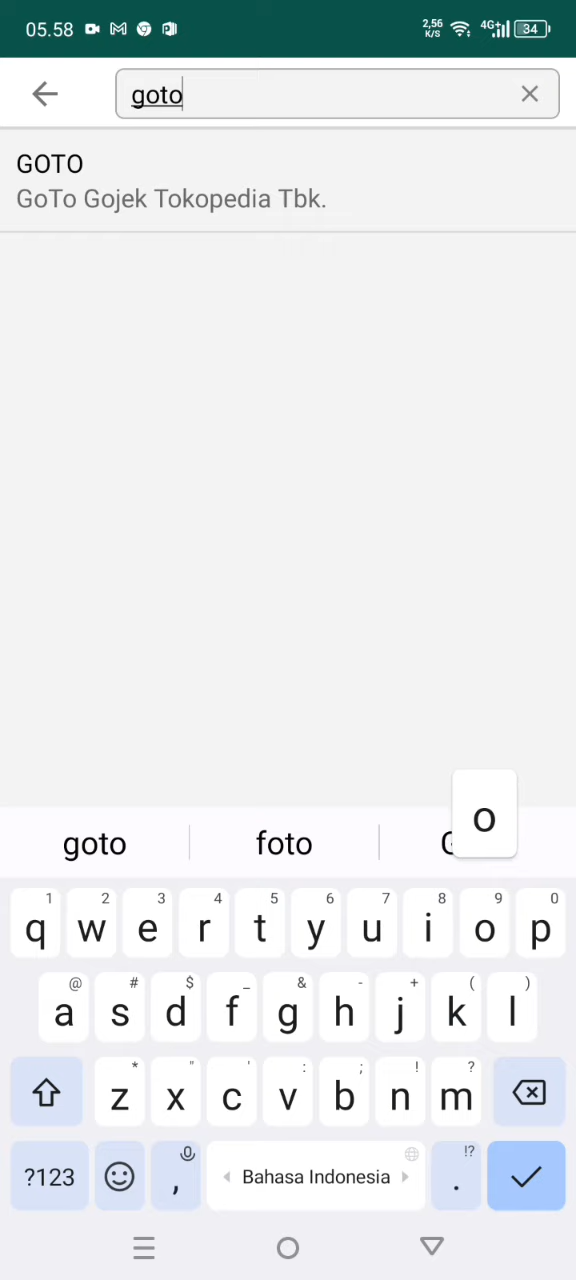 05.58
2,56 K/S
4G+
34
goto
GOTO
GoTo Gojek Tokopedia Tbk.
o
goto
foto
1 2 3 4 5 6 7 8 9 0
q w e r t y u i o p
@ # $ _ & - + ( )
a s d f g h j k l
* " ' : ; ! ?
z x c v b n m
?123
,
Bahasa Indonesia
!?
.